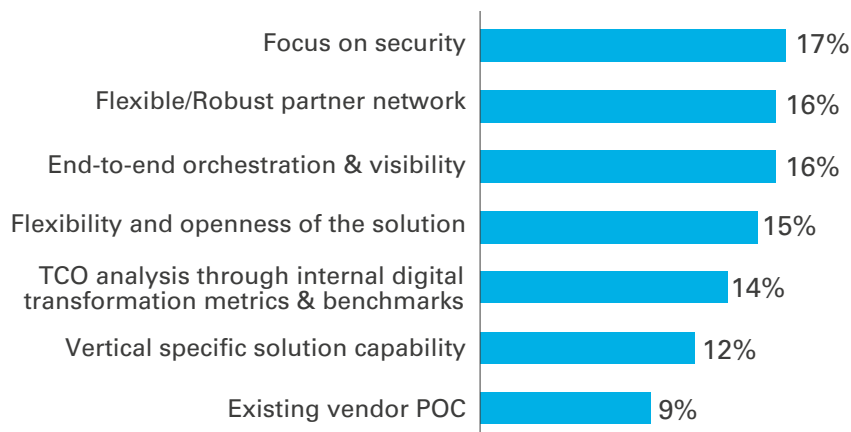 Focus on security 17%
Flexible/Robust partner network 16%
End-to-end orchestration & visibility 16%
Flexibility and openness of the solution 15%
TCO analysis through internal digital
transformation metrics & benchmarks 14%
Vertical specific solution capability 12%
Existing vendor POC 9%